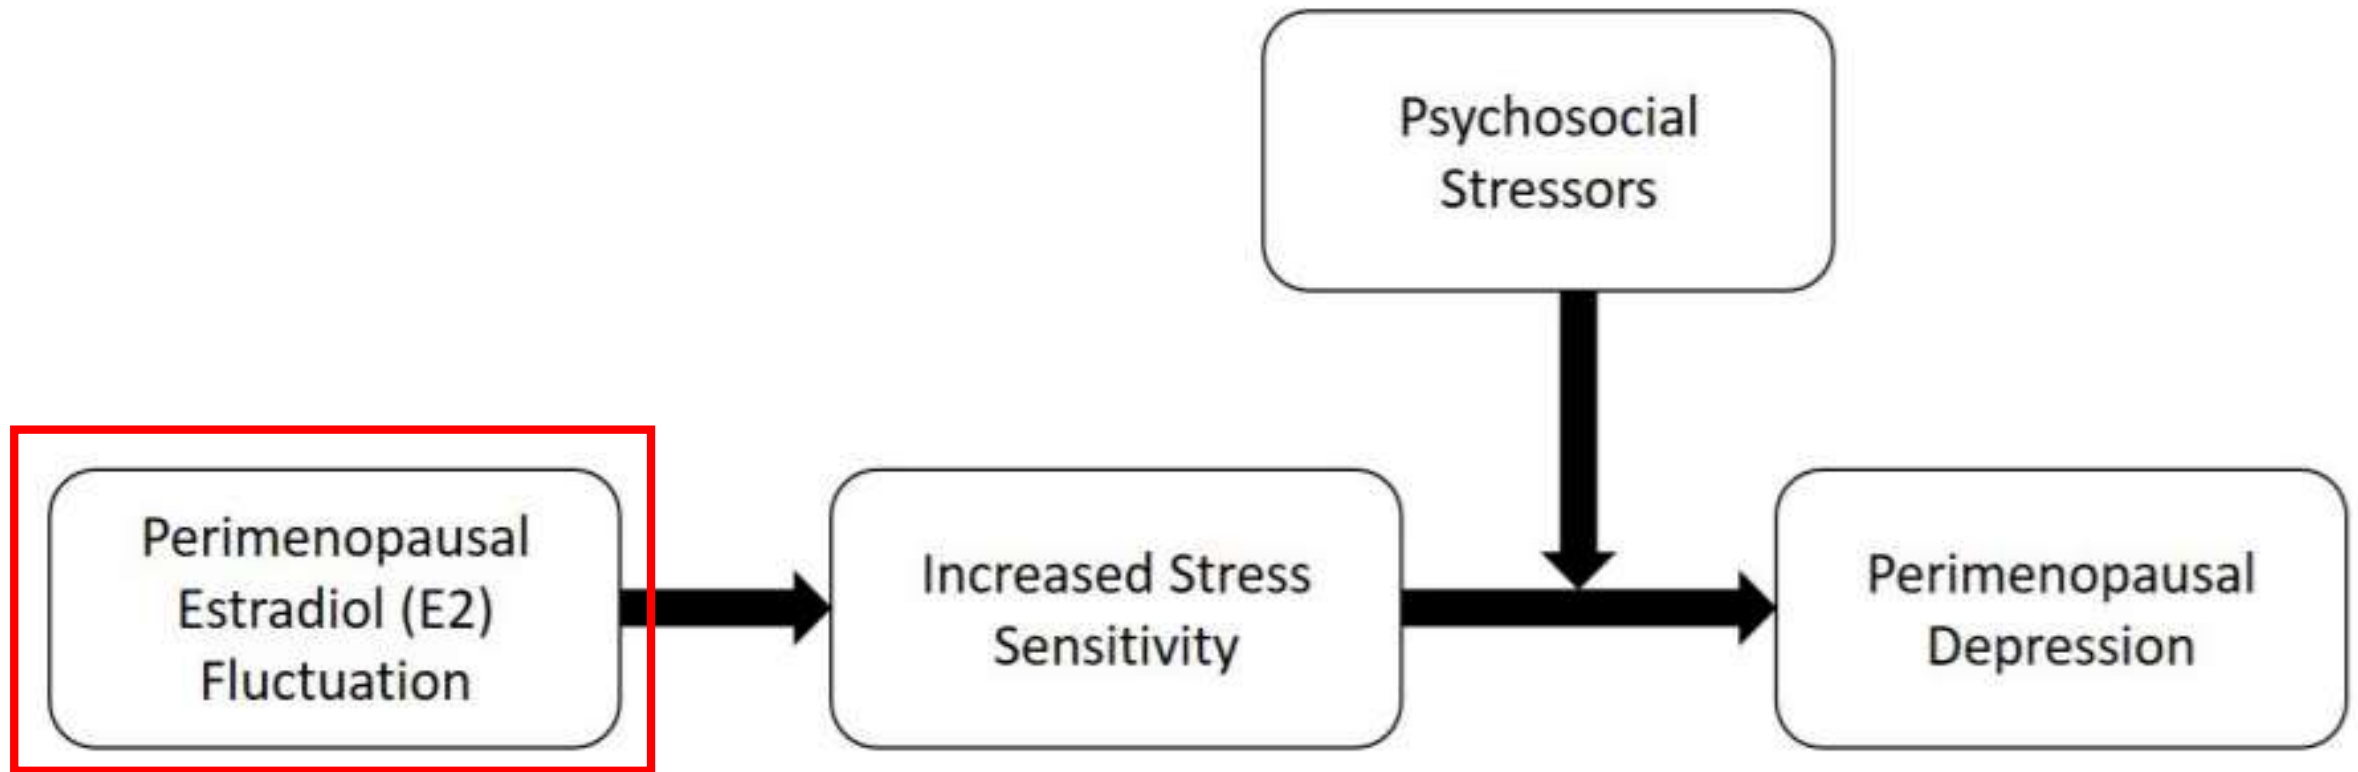 Psychosocial
Stressors
Perimenopausal
Estradiol (E2)
Fluctuation
Increased Stress
Sensitivity
Perimenopausal
Depression